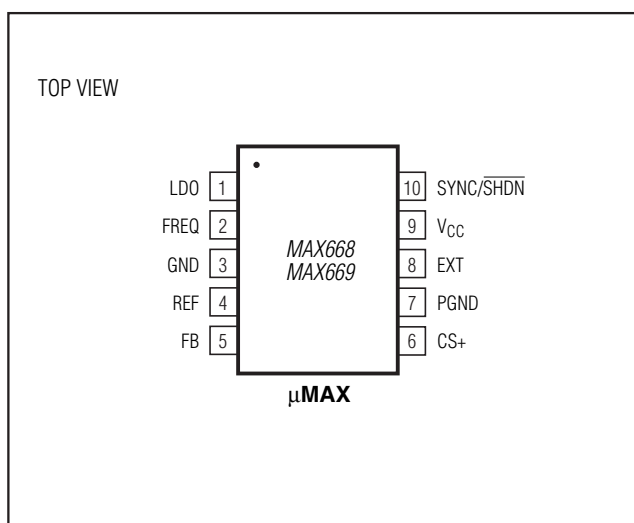 TOP VIEW
LDO 1
FREQ 2
GND 3
REF 4
FB 5
MAX668
MAX669
10 SYNC/SHDN
9 VCC
8 EXT
7 PGND
6 CS+
μMAX